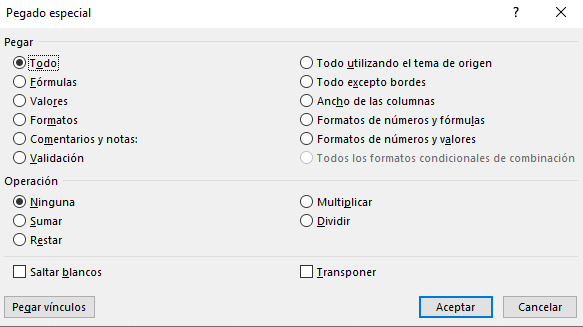 Pegado especial ? ×
Pegar
Todo
Todo utilizando el tema de origen
Fórmulas
Todo excepto bordes
Valores
Ancho de las columnas
Formatos
Formatos de números y fórmulas
Comentarios y notas:
Formatos de números y valores
Validación
Todos los formatos condicionales de combinación
Operación
Ninguna
Multiplicar
Sumar
Dividir
Restar
Saltar blancos
Transponer
Pegar vínculos
Aceptar
Cancelar